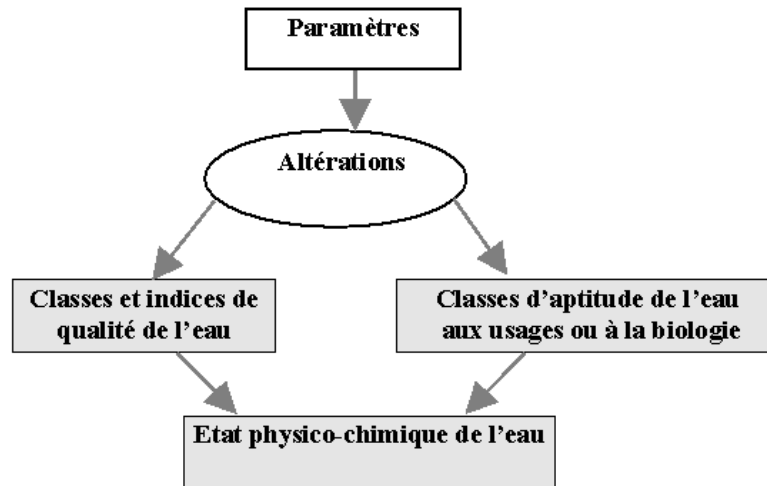 Paramètres
Altérations
Classes et indices de
qualité de l'eau
Classes d'aptitude de l'eau
aux usages ou à la biologie
Etat physico-chimique de l'eau